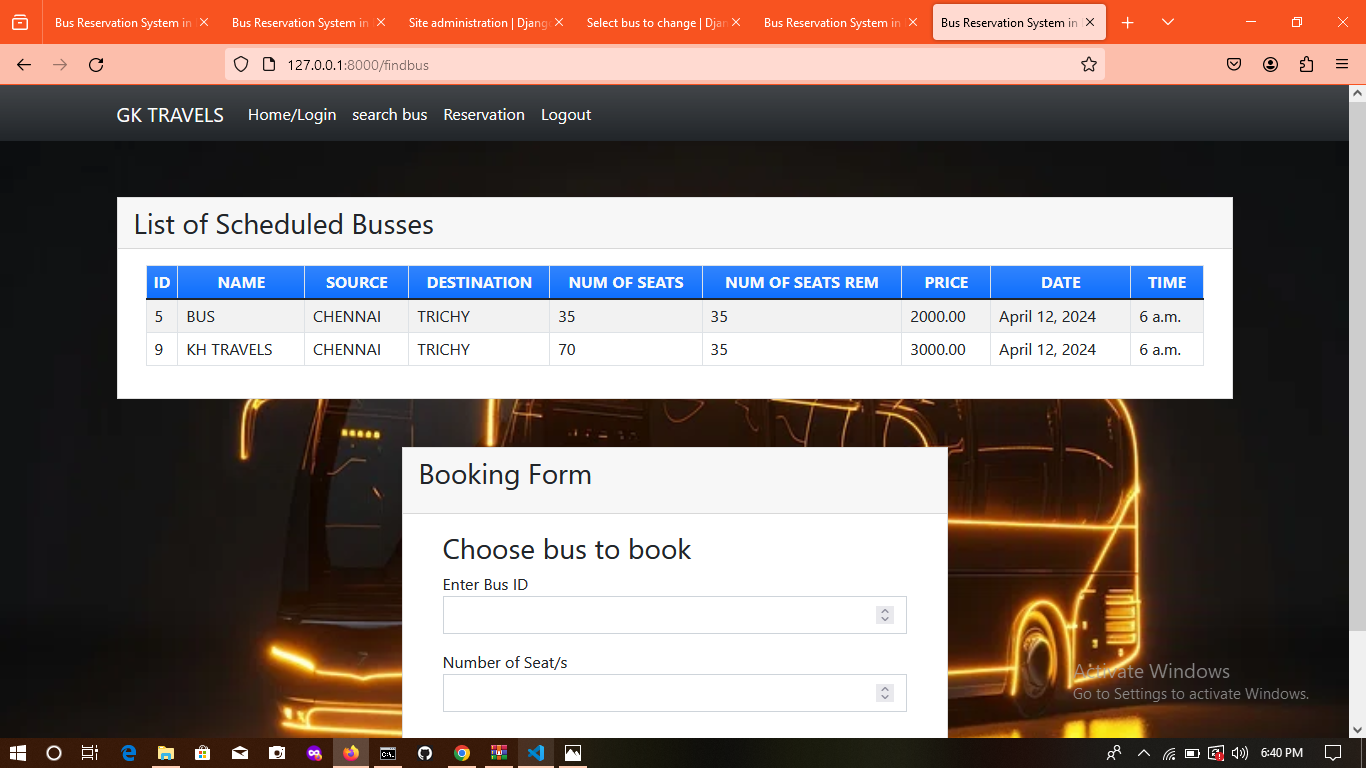 Bus Reservation System in
Bus Reservation System in
Site administration | Djang
Select bus to change | Djan
Bus Reservation System in
Bus Reservation System in
127.0.0.1:8000/findbus
GK TRAVELS Home/Login search bus Reservation Logout
List of Scheduled Busses
ID NAME SOURCE DESTINATION NUM OF SEATS NUM OF SEATS REM PRICE DATE TIME
5 BUS CHENNAI TRICHY 35 35 2000.00 April 12, 2024 6 a.m.
9 KH TRAVELS CHENNAI TRICHY 70 35 3000.00 April 12, 2024 6 a.m.
Booking Form
Choose bus to book
Enter Bus ID
Number of Seat/s
Activate Windows
Go to Settings to activate Windows.
6:40 PM